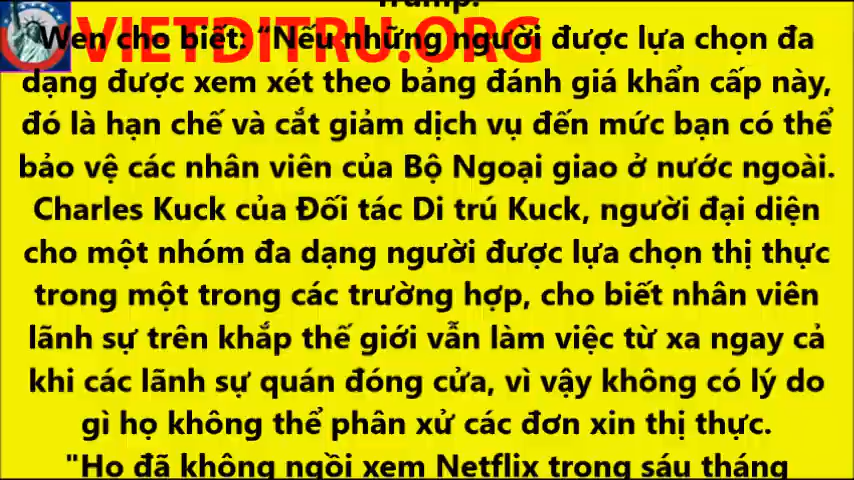 Trump.
VIETDITRU.ORG
Wen cho biết: “Nếu những người được lựa chọn đa
dạng được xem xét theo bảng đánh giá khẩn cấp này,
đó là hạn chế và cắt giảm dịch vụ đến mức bạn có thể
bảo vệ các nhân viên của Bộ Ngoại giao ở nước ngoài.
Charles Kuck của Đối tác Di trú Kuck, người đại diện
cho một nhóm đa dạng người được lựa chọn thị thực
trong một trong các trường hợp, cho biết nhân viên
lãnh sự trên khắp thế giới vẫn làm việc từ xa ngay cả
khi các lãnh sự quán đóng cửa, vì vậy không có lý do
gì họ không thể phân xử các đơn xin thị thực.
"Họ đã không ngồi xem Netflix trong sáu tháng